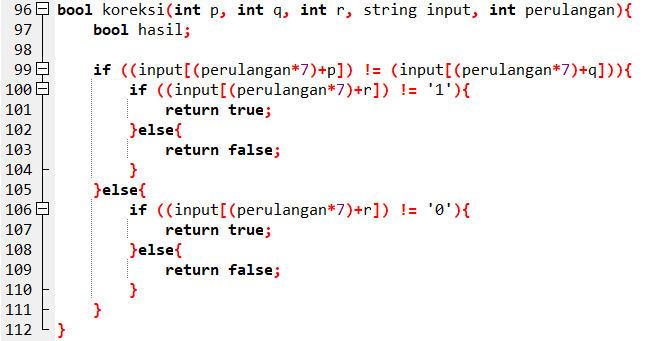 96 bool koreksi(int p, int q, int r, string input, int perulangan){
97     bool hasil;
98
99     if ((input[(perulangan*7)+p]) != (input[(perulangan*7)+q])){
100         if ((input[(perulangan*7)+r]) != '1'){
101             return true;
102         }else{
103             return false;
104         }
105     }else{
106         if ((input[(perulangan*7)+r]) != '0'){
107             return true;
108         }else{
109             return false;
110         }
111     }
112 }